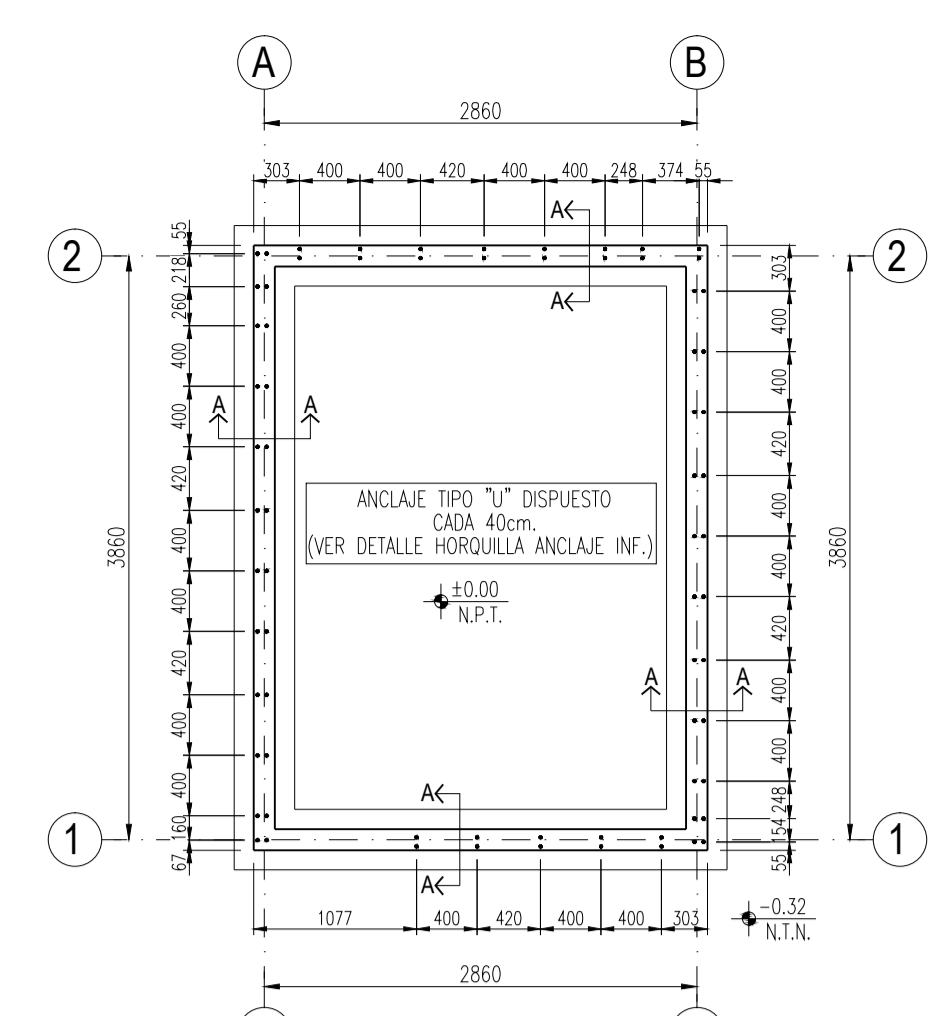 A
B
2860
303 400 400 420 400 400 248 374 55
A
A
2
2
55
218
260
400
400
420
400
400
420
400
400
160
67
303
400
400
420
400
400
420
400
400
248
154
55
A A
3860
3860
ANCLAJE TIPO "U" DISPUESTO
CADA 40cm.
(VER DETALLE HORQUILLA ANCLAJE INF.)
±0.00
N.P.T.
A A
A
A
1
1
1077 400 420 400 400 303
-0.32
N.T.N.
2860